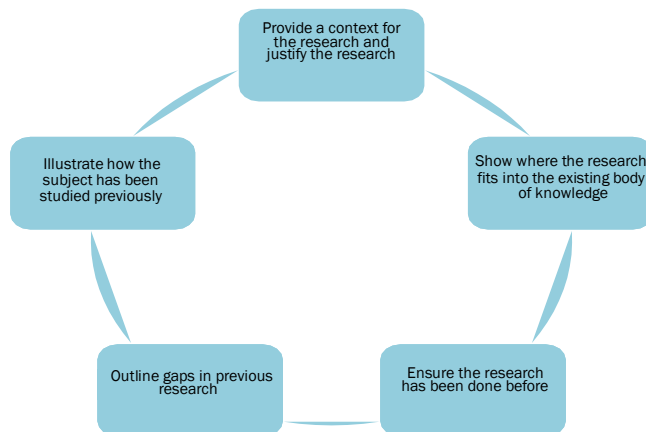 Provide a context for
the research and
justify the research
Show where the research
fits into the existing body
of knowledge
Ensure the research
has been done before
Outline gaps in previous
research
Illustrate how the
subject has been
studied previously